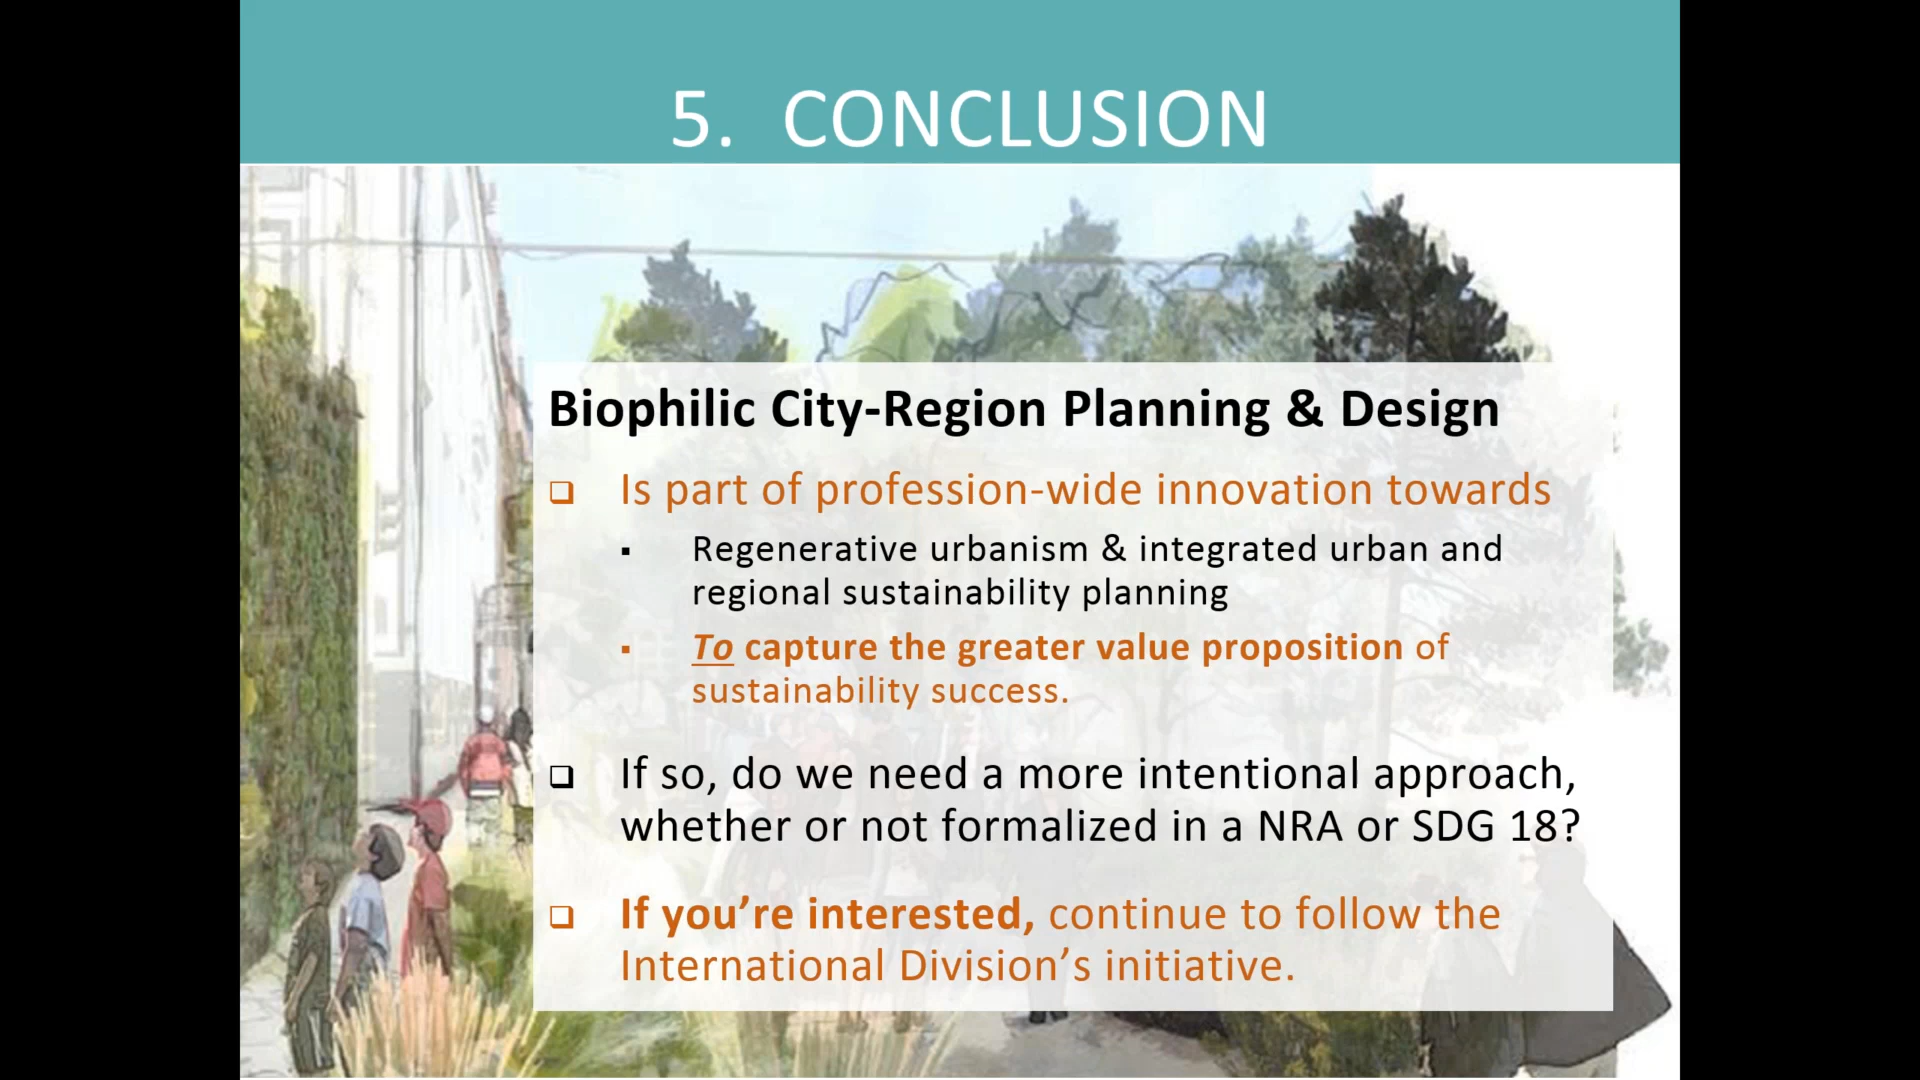 5. CONCLUSION
Biophilic City-Region Planning & Design
❑ Is part of profession-wide innovation towards
▪ Regenerative urbanism & integrated urban and
regional sustainability planning
▪ To capture the greater value proposition of
sustainability success.
❑ If so, do we need a more intentional approach,
whether or not formalized in a NRA or SDG 18?
❑ If you’re interested, continue to follow the
International Division’s initiative.